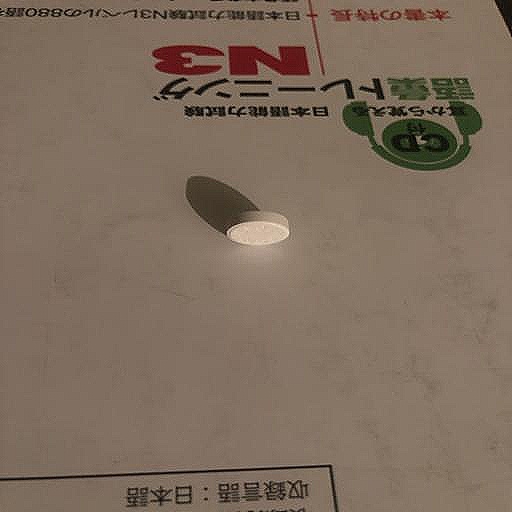 収録言語：日本語
CD
付
耳から覚える 日本語能力試験
語彙トレーニング
N3
本書の特長
・日本語能力試験N3レベルの880語を